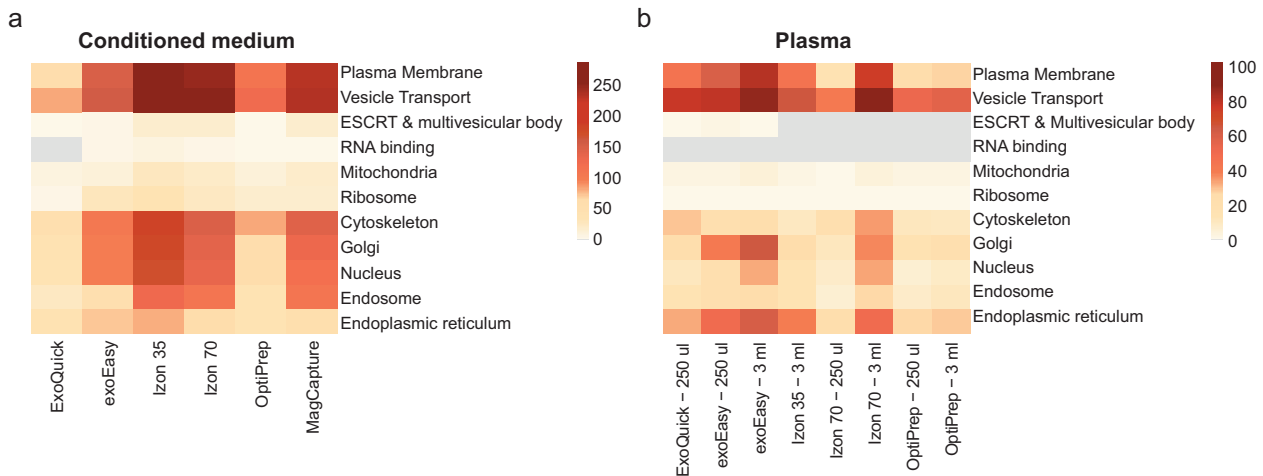 a
Conditioned medium
Plasma Membrane
Vesicle Transport
ESCRT & multivesicular body
RNA binding
Mitochondria
Ribosome
Cytoskeleton
Golgi
Nucleus
Endosome
Endoplasmic reticulum
250
200
150
100
50
0
ExoQuick
exoEasy
Izon 35
Izon 70
OptiPrep
MagCapture
b
Plasma
Plasma Membrane
Vesicle Transport
ESCRT & Multivesicular body
RNA binding
Mitochondria
Ribosome
Cytoskeleton
Golgi
Nucleus
Endosome
Endoplasmic reticulum
100
80
60
40
20
0
ExoQuick − 250 ul
exoEasy − 250 ul
exoEasy − 3 ml
Izon 35 − 3 ml
Izon 70 − 250 ul
Izon 70 − 3 ml
OptiPrep − 250 ul
OptiPrep − 3 ml